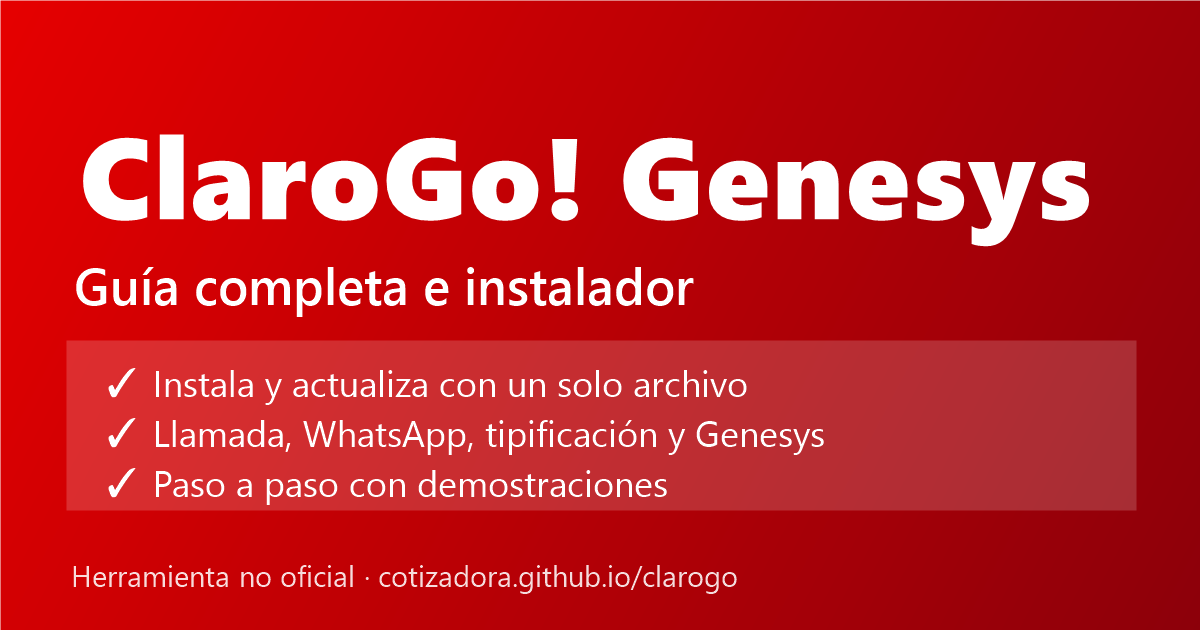 ClaroGo! Genesys
Guía completa e instalador
✓ Instala y actualiza con un solo archivo
✓ Llamada, WhatsApp, tipificación y Genesys
✓ Paso a paso con demostraciones
Herramienta no oficial · cotizadora.github.io/clarogo